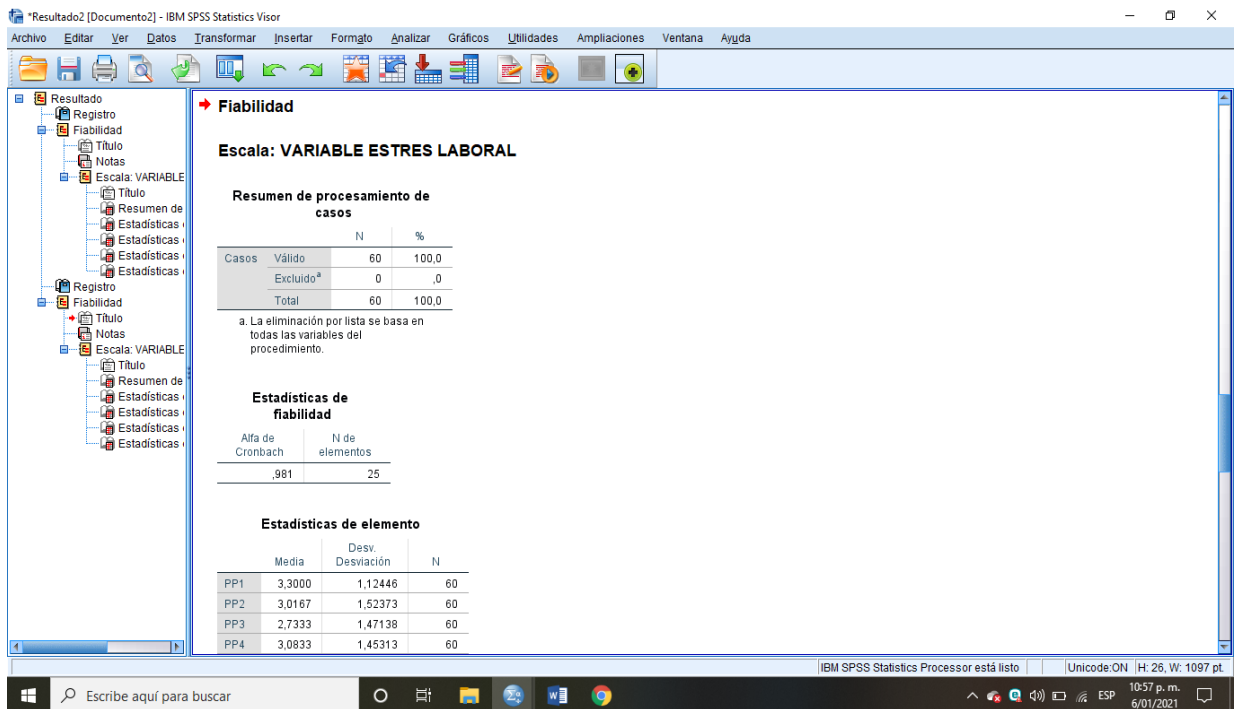 *Resultado2 [Documento2] - IBM SPSS Statistics Visor
Archivo Editar Ver Datos Transformar Insertar Formato Analizar Gráficos Utilidades Ampliaciones Ventana Ayuda
Resultado
Registro
Fiabilidad
Título
Notas
Escala: VARIABLE
Título
Resumen de
Estadísticas
Estadísticas
Estadísticas
Estadísticas
Registro
Fiabilidad
Título
Notas
Escala: VARIABLE
Título
Resumen de
Estadísticas
Estadísticas
Estadísticas
Estadísticas
Fiabilidad
Escala: VARIABLE ESTRES LABORAL
Resumen de procesamiento de
casos
N %
Casos Válido 60 100,0
Excluido a 0 ,0
Total 60 100,0
a. La eliminación por lista se basa en
todas las variables del
procedimiento.
Estadísticas de
fiabilidad
Alfa de
Cronbach
N de
elementos
,981 25
Estadísticas de elemento
Media
Desv.
Desviación
N
PP1 3,3000 1,12446 60
PP2 3,0167 1,52373 60
PP3 2,7333 1,47138 60
PP4 3,0833 1,45313 60
IBM SPSS Statistics Processor está listo Unicode:ON H: 26, W: 1097 pt.
Escribe aquí para buscar
ESP
10:57 p. m.
6/01/2021